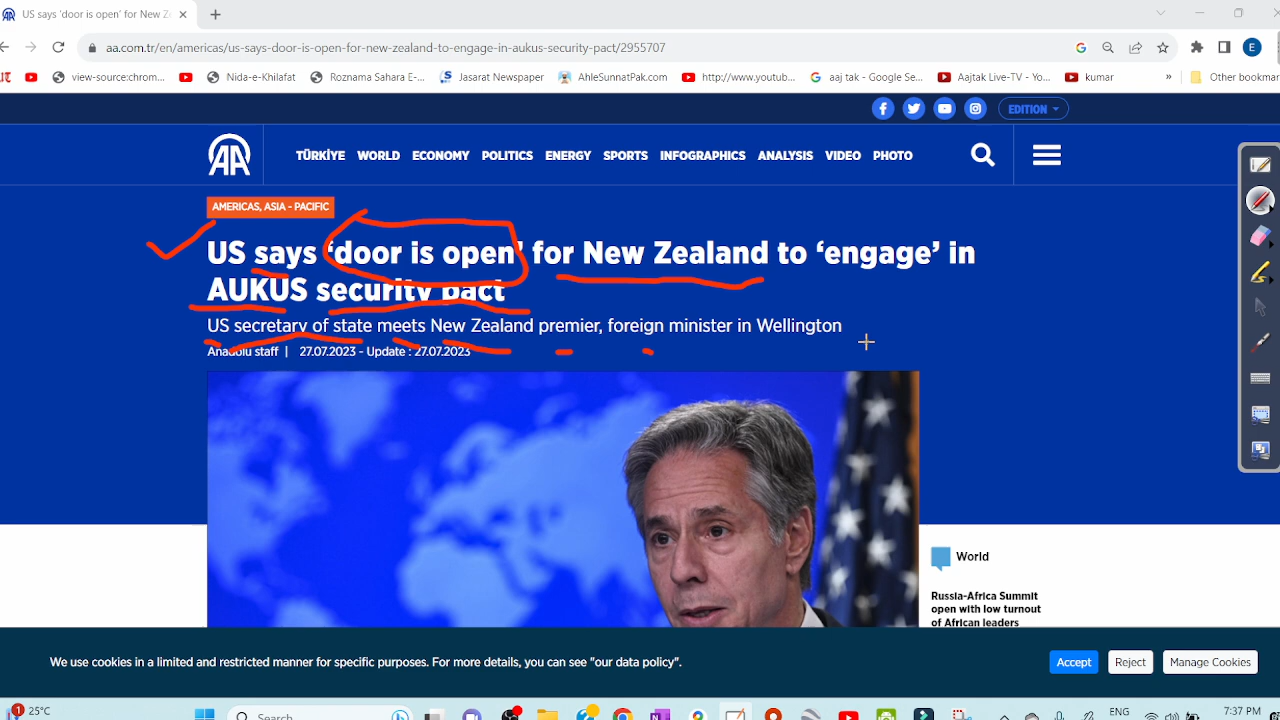 US says 'door is open' for New Z
aa.com.tr/en/americas/us-says-door-is-open-for-new-zealand-to-engage-in-aukus-security-pact/2955707
view-source:chrom... Nida-e-Khilafat Roznama Sahara E-... Jasarat Newspaper AhleSunnatPak.com http://www.youtub... aaj tak - Google Se... Aajtak Live-TV - Yo... kumar » Other bookmar
EDITION
AA TÜRKİYE WORLD ECONOMY POLITICS ENERGY SPORTS INFOGRAPHICS ANALYSIS VIDEO PHOTO
AMERICAS, ASIA - PACIFIC
US says 'door is open' for New Zealand to 'engage' in
AUKUS security pact
US secretary of state meets New Zealand premier, foreign minister in Wellington
Anadolu staff | 27.07.2023 - Update : 27.07.2023
World
Russia-Africa Summit
open with low turnout
of African leaders
We use cookies in a limited and restricted manner for specific purposes. For more details, you can see "our data policy".
Accept Reject Manage Cookies
1 25°C Search ENG 7:37 PM